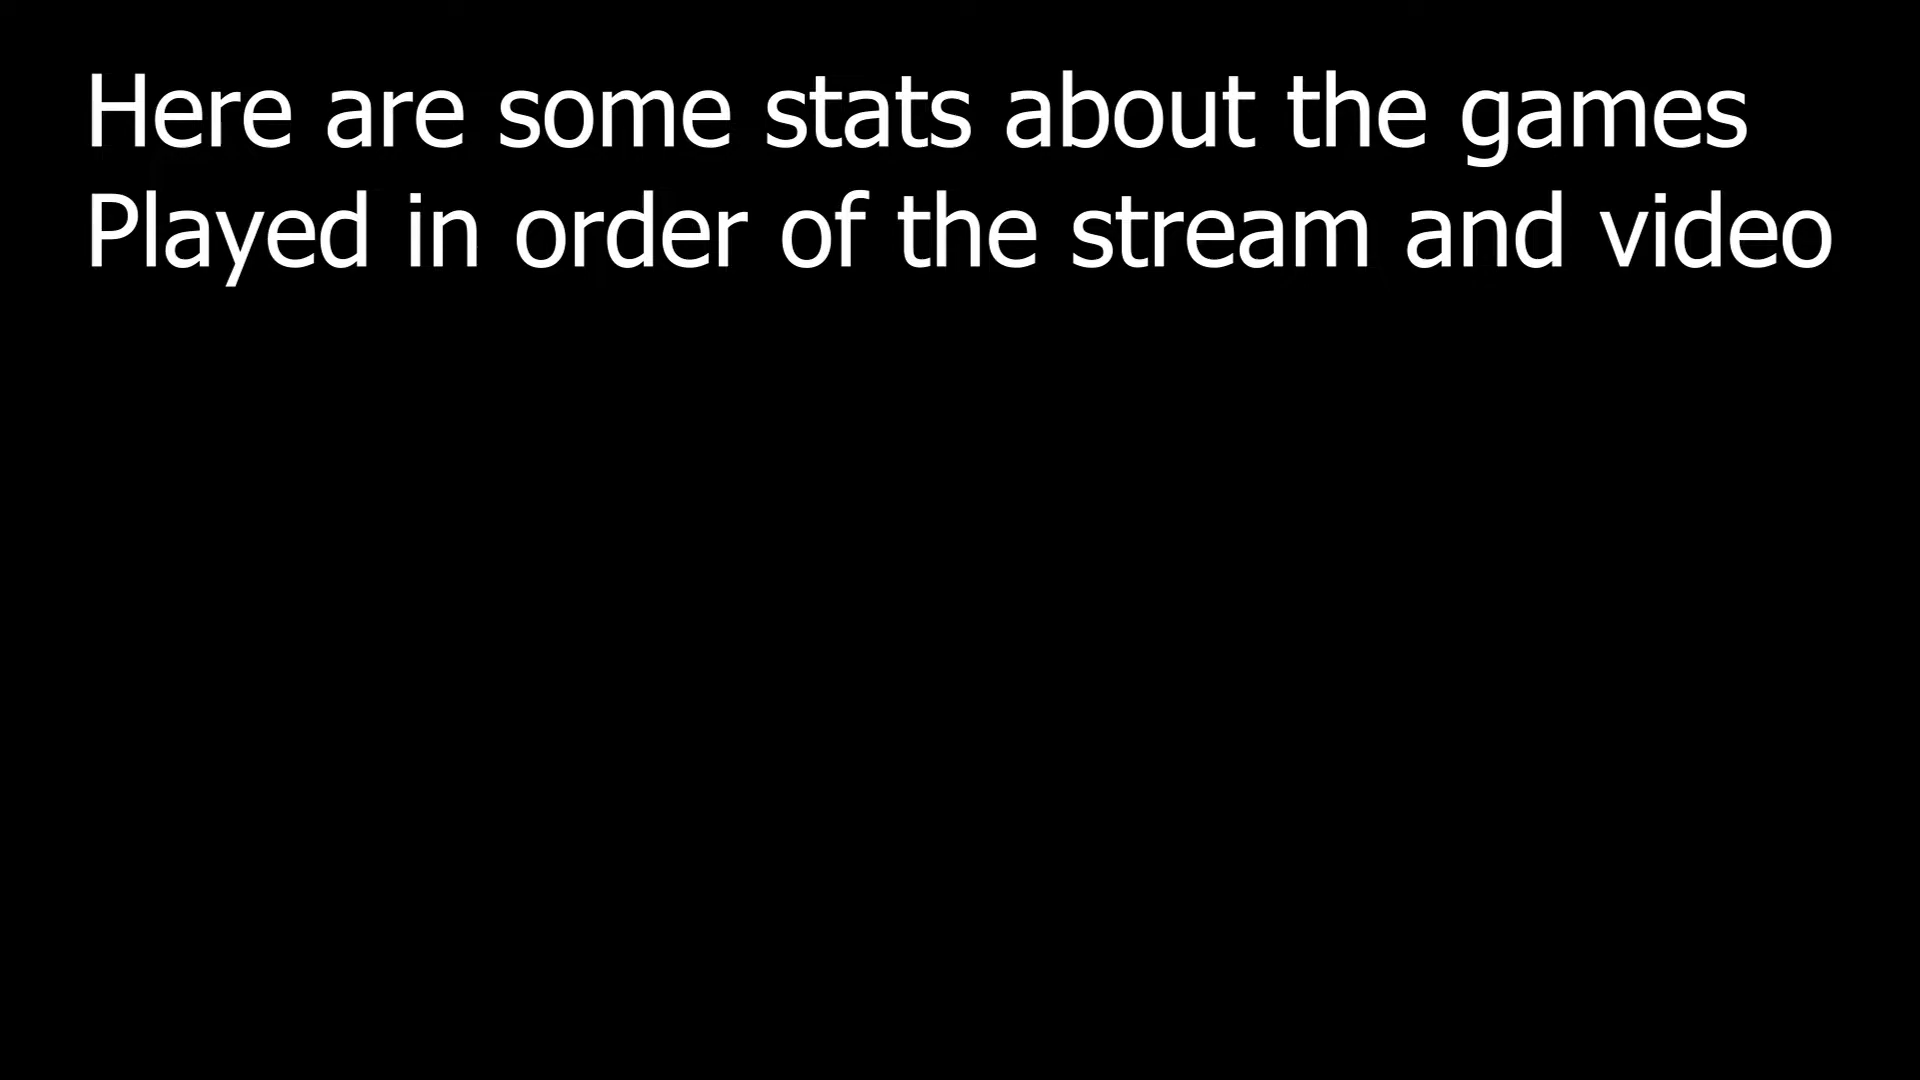 Here are some stats about the games
Played in order of the stream and video